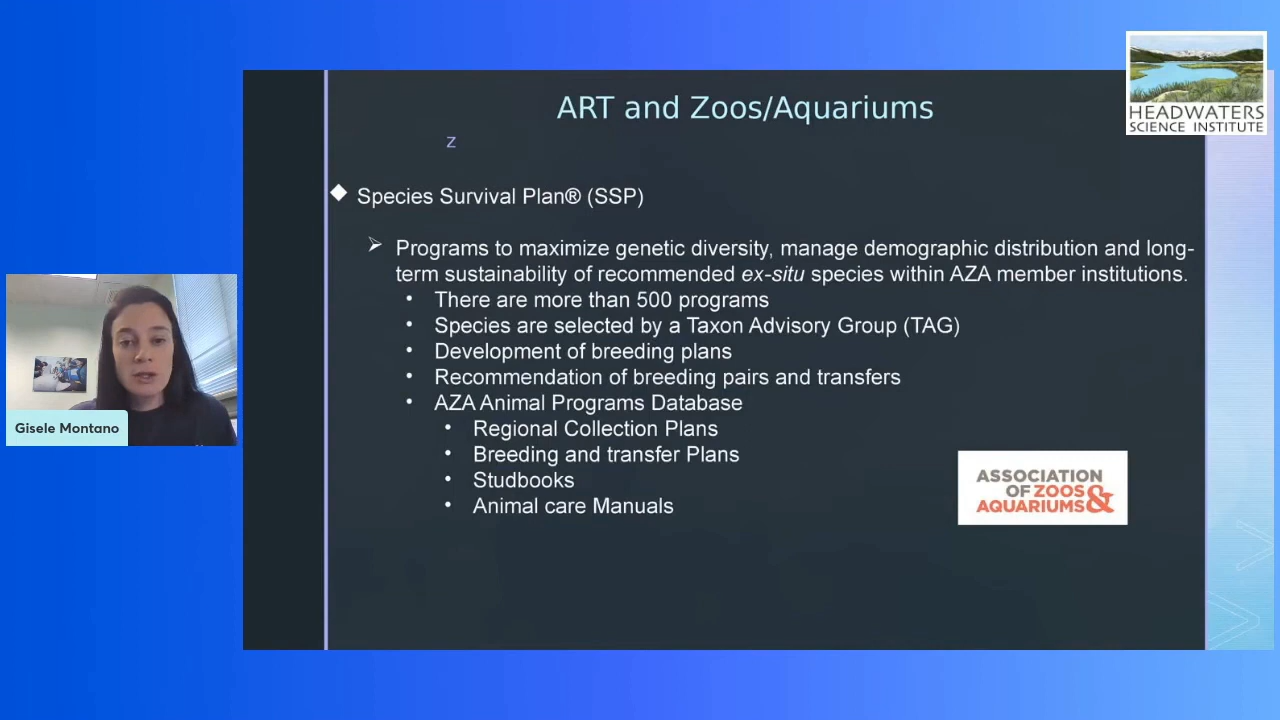 HEADWATERS
SCIENCE INSTITUTE
ART and Zoos/Aquariums
z
Species Survival Plan® (SSP)
Programs to maximize genetic diversity, manage demographic distribution and long-
term sustainability of recommended ex-situ species within AZA member institutions.
There are more than 500 programs
Species are selected by a Taxon Advisory Group (TAG)
Development of breeding plans
Recommendation of breeding pairs and transfers
AZA Animal Programs Database
Regional Collection Plans
Breeding and transfer Plans
Studbooks
Animal care Manuals
ASSOCIATION
OF ZOOS
AQUARIUMS &
Gisele Montano